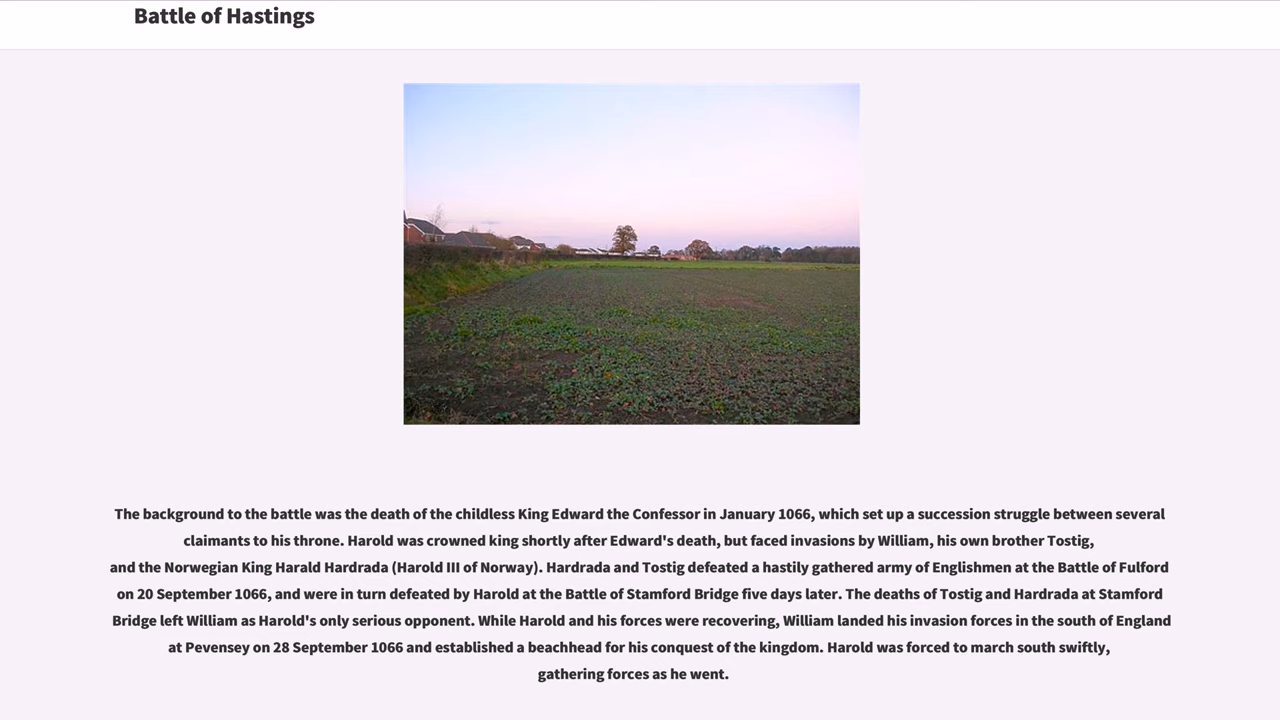 Battle of Hastings
The background to the battle was the death of the childless King Edward the Confessor in January 1066, which set up a succession struggle between several
claimants to his throne. Harold was crowned king shortly after Edward's death, but faced invasions by William, his own brother Tostig,
and the Norwegian King Harald Hardrada (Harold III of Norway). Hardrada and Tostig defeated a hastily gathered army of Englishmen at the Battle of Fulford
on 20 September 1066, and were in turn defeated by Harold at the Battle of Stamford Bridge five days later. The deaths of Tostig and Hardrada at Stamford
Bridge left William as Harold's only serious opponent. While Harold and his forces were recovering, William landed his invasion forces in the south of England
at Pevensey on 28 September 1066 and established a beachhead for his conquest of the kingdom. Harold was forced to march south swiftly,
gathering forces as he went.